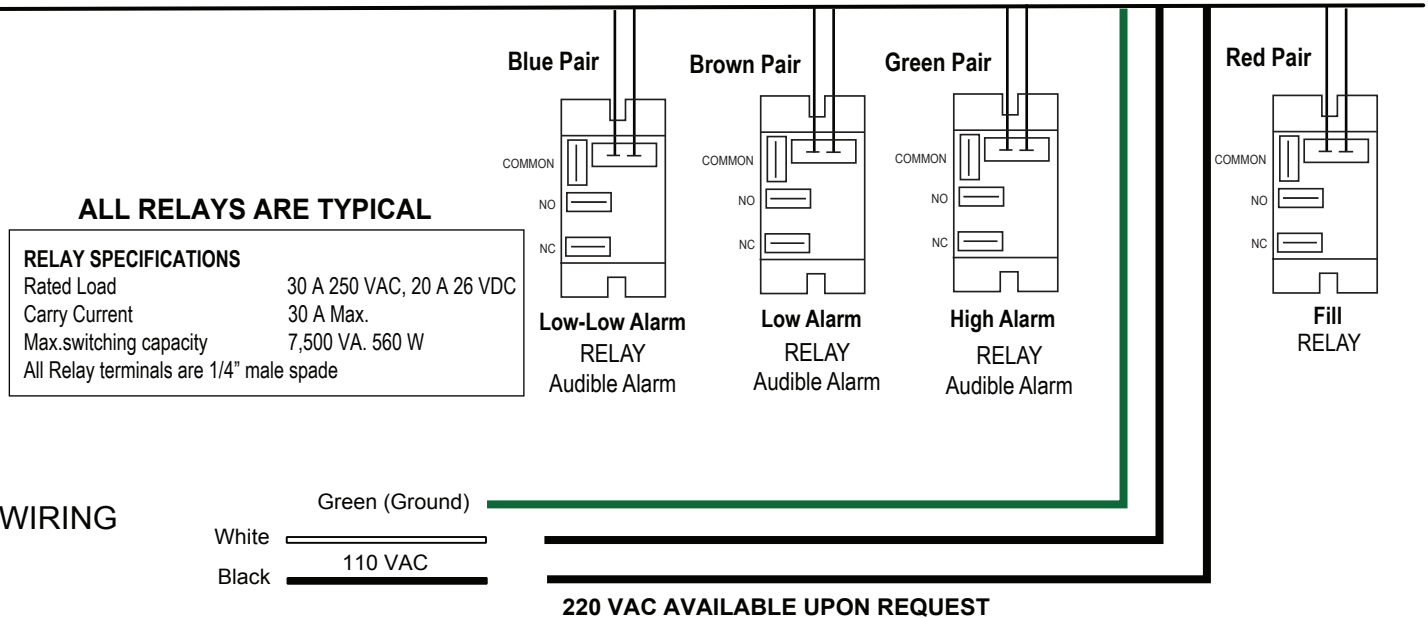 Blue Pair
Brown Pair
Green Pair
Red Pair
COMMON
NO
NC
COMMON
NO
NC
COMMON
NO
NC
COMMON
NO
NC
Low-Low Alarm
RELAY
Audible Alarm
Low Alarm
RELAY
Audible Alarm
High Alarm
RELAY
Audible Alarm
Fill
RELAY
ALL RELAYS ARE TYPICAL
RELAY SPECIFICATIONS
Rated Load 30 A 250 VAC, 20 A 26 VDC
Carry Current 30 A Max.
Max.switching capacity 7,500 VA. 560 W
All Relay terminals are 1/4” male spade
WIRING
Green (Ground)
White
110 VAC
Black
220 VAC AVAILABLE UPON REQUEST